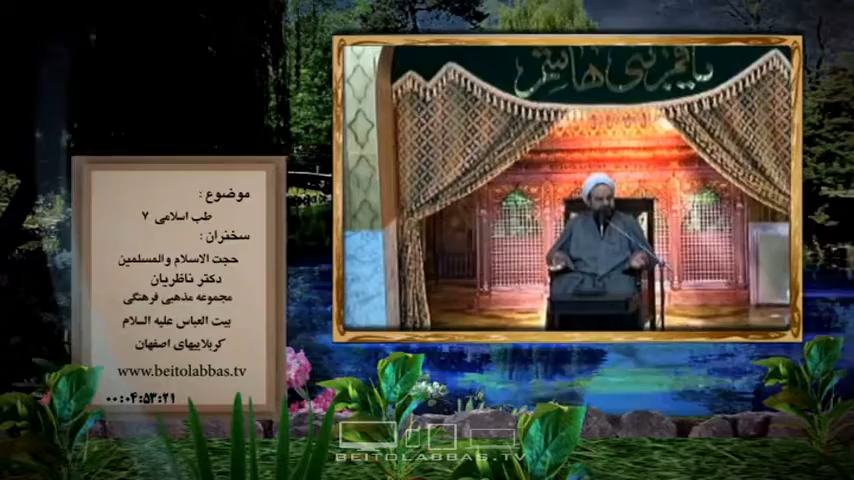 یا قمر بنی هاشم
موضوع :
طب اسلامی ۷
سخنران :
حجت الاسلام والمسلمین
دکتر ناظریان
مجموعه مذهبی فرهنگی
بیت العباس علیه السلام
کربلاییهای اصفهان
www.beitolabbas.tv
۰۰:۰۴:۵۳:۲۱
BEITOLABBAS.TV